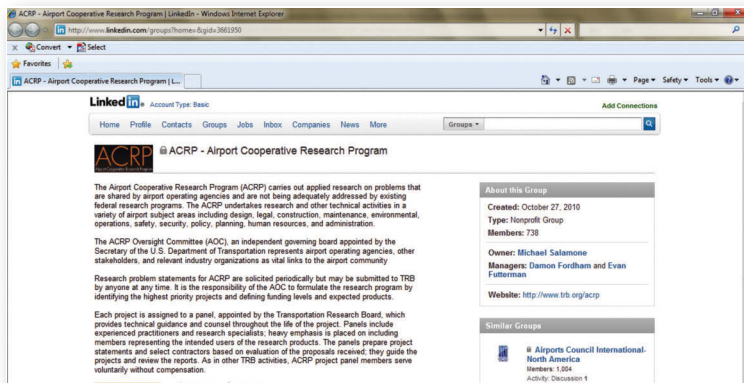 ACRP - Airport Cooperative Research Program | LinkedIn - Windows Internet Explorer
http://www.linkedin.com/groups?home=&gid=3661950
x Convert Select
Favorites
ACRP - Airport Cooperative Research Program | L...
Page Safety Tools
Linked in Account Type: Basic
Add Connections
Home Profile Contacts Groups Jobs Inbox Companies News More Groups
ACRP
ACRP - Airport Cooperative Research Program
The Airport Cooperative Research Program (ACRP) carries out applied research on problems that
are shared by airport operating agencies and are not being adequately addressed by existing
federal research programs. The ACRP undertakes research and other technical activities in a
variety of airport subject areas including design, legal, construction, maintenance, environmental,
operations, safety, security, policy, planning, human resources, and administration.
The ACRP Oversight Committee (AOC), an independent governing board appointed by the
Secretary of the U.S. Department of Transportation represents airport operating agencies, other
stakeholders, and relevant industry organizations as vital links to the airport community
Research problem statements for ACRP are solicited periodically but may be submitted to TRB
by anyone at any time. It is the responsibility of the AOC to formulate the research program by
identifying the highest priority projects and defining funding levels and expected products.
Each project is assigned to a panel, appointed by the Transportation Research Board, which
provides technical guidance and counsel throughout the life of the project. Panels include
experienced practitioners and research specialists; heavy emphasis is placed on including
members representing the intended users of the research products. The panels prepare project
statements and select contractors based on evaluation of the proposals received; they guide the
projects and review the reports. As in other TRB activities, ACRP project panel members serve
voluntarily without compensation.
About this Group
Created: October 27, 2010
Type: Nonprofit Group
Members: 738
Owner: Michael Salamone
Managers: Damon Fordham and Evan
Futterman
Website: http://www.trb.org/acrp
Similar Groups
Airports Council International-
North America
Members: 1,004
Activity: Discussion 1